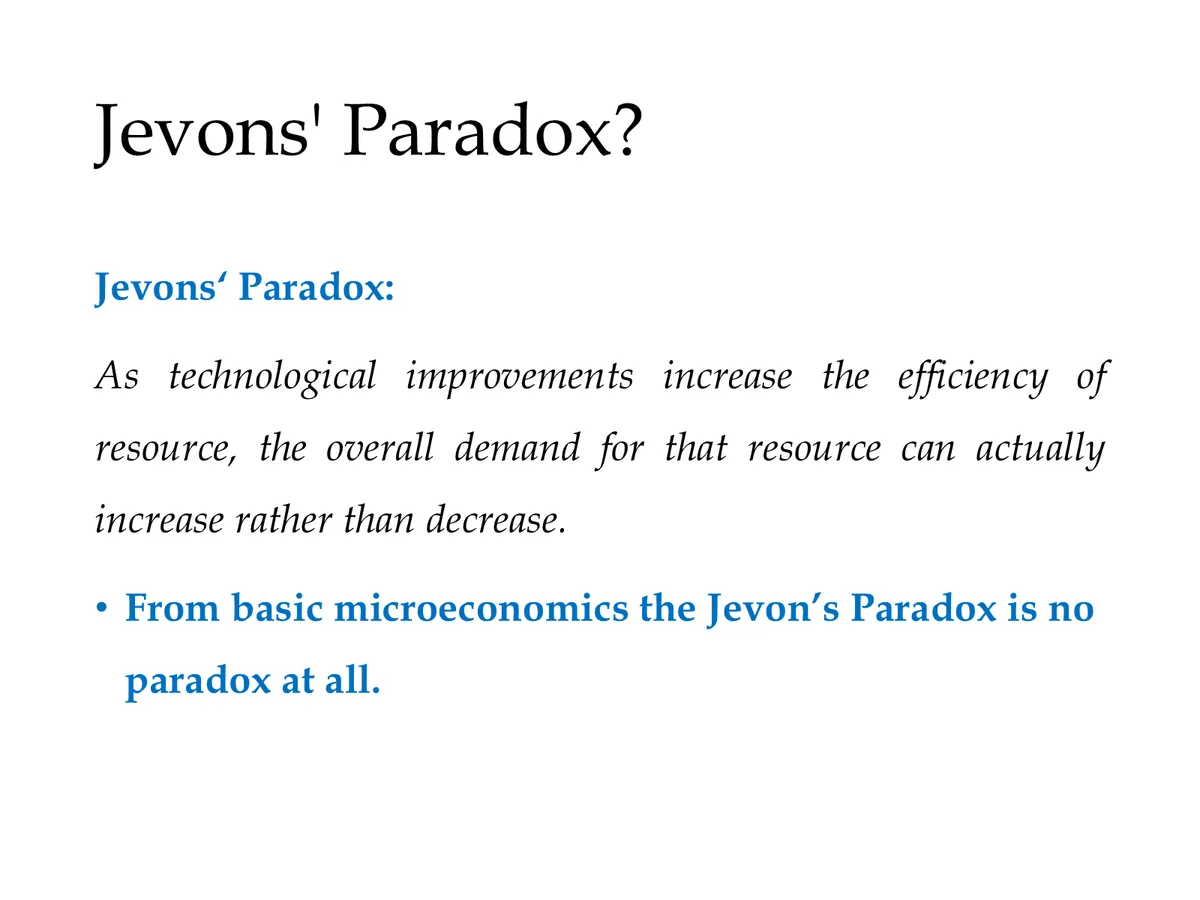 Jevons' Paradox?
Jevons‘ Paradox:
As technological improvements increase the efficiency of
resource, the overall demand for that resource can actually
increase rather than decrease.
• From basic microeconomics the Jevon’s Paradox is no
paradox at all.